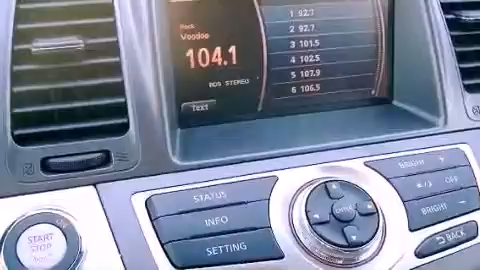 Rock
Voodoo
104.1
RDS STEREO
Text
1 92.7
2 92.7
3 101.5
4 102.5
5 107.9
6 106.5
STATUS
INFO
SETTING
ENTER
BRIGHT +
OFF
BRIGHT -
BACK
START
STOP